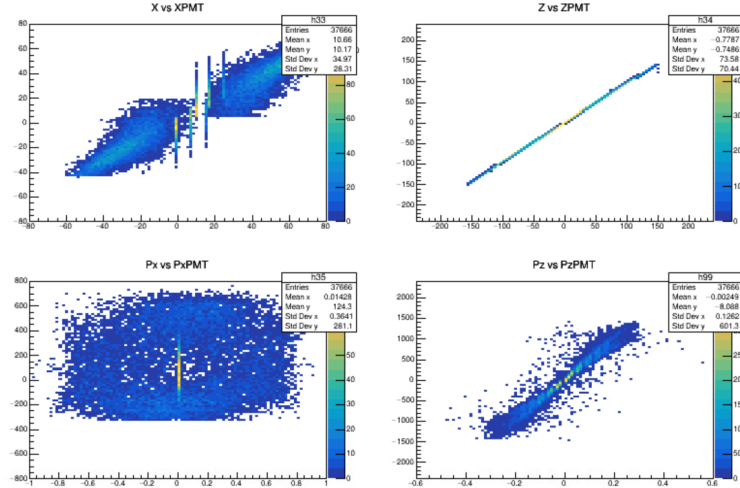 X vs XPMT
h33
Entries 37666
Mean x 10.66
Mean y 10.17
Std Dev x 34.97
Std Dev y 28.31
80
60
40
20
0
−20
−40
−60
−80
−80 −60 −40 −20 0 20 40 60 80
80
60
40
20
0
Z vs ZPMT
h34
Entries 37666
Mean x −0.7787
Mean y −0.7486
Std Dev x 73.58
Std Dev y 70.44
200
150
100
50
0
−50
−100
−150
−200
−200 −150 −100 −50 0 50 100 150 200
Px vs PxPMT
h35
Entries 37666
Mean x 0.01428
Mean y 124.3
Std Dev x 0.3641
Std Dev y 281.1
800
600
400
200
0
−200
−400
−600
−800
−1 −0.8 −0.6 −0.4 −0.2 0 0.2 0.4 0.6 0.8 1
50
40
30
20
10
0
Pz vs PzPMT
h99
Entries 37666
Mean x −0.00249
Mean y −8.088
Std Dev x 0.1262
Std Dev y 601.3
2000
1500
1000
500
0
−500
−1000
−1500
−2000
−0.6 −0.4 −0.2 0 0.2 0.4 0.6